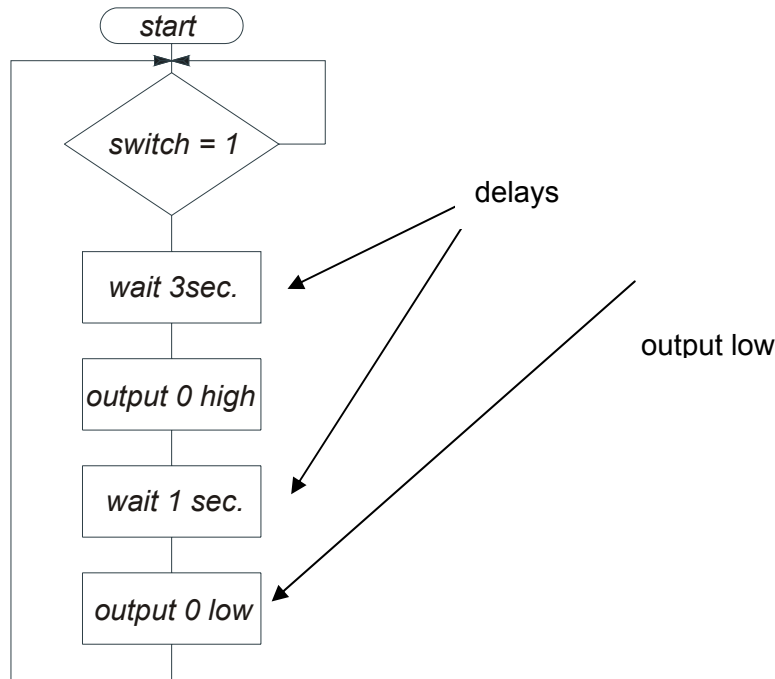 start
switch = 1
delays
wait 3sec.
output low
output 0 high
wait 1 sec.
output 0 low